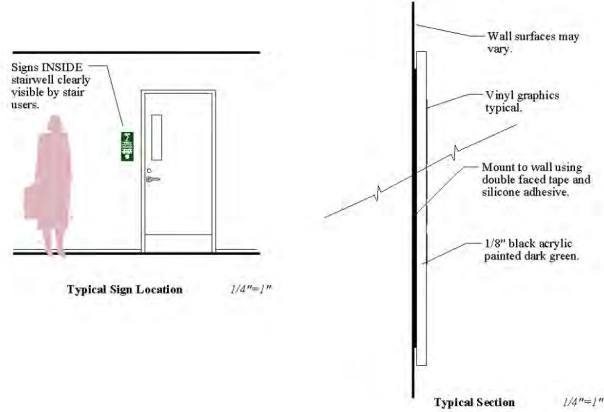 Signs INSIDE
stairwell clearly
visible by stair
users.
Typical Sign Location 1/4"=1"
Wall surfaces may
vary.
Vinyl graphics
typical.
Mount to wall using
double faced tape and
silicone adhesive.
1/8" black acrylic
painted dark green.
Typical Section 1/4"=1"